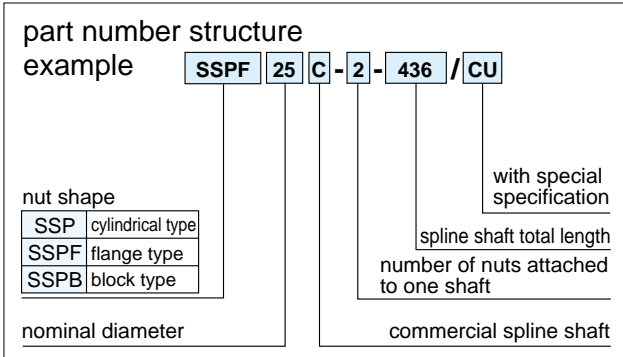 part number structure
example SSPF 25 C - 2 - 436 / CU
with special
specification
nut shape
SSP cylindrical type
SSPF flange type
SSPB block type
spline shaft total length
number of nuts attached
to one shaft
nominal diameter
commercial spline shaft